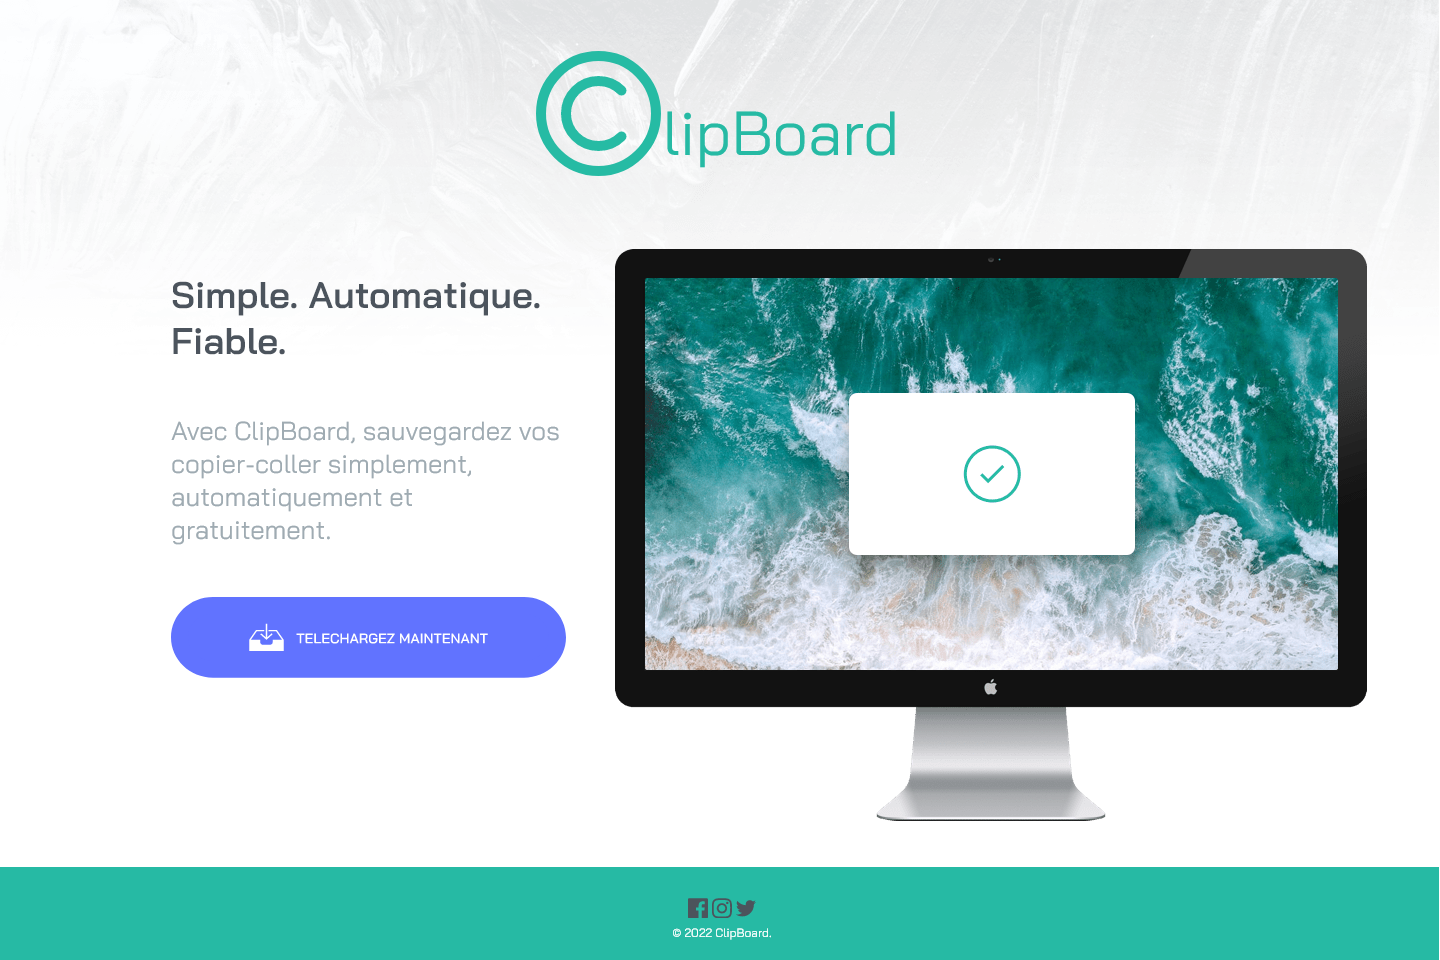 ClipBoard
Simple. Automatique.
Fiable.
Avec ClipBoard, sauvegardez vos
copier-coller simplement,
automatiquement et
gratuitement.
TELECHARGEZ MAINTENANT
© 2022 ClipBoard.